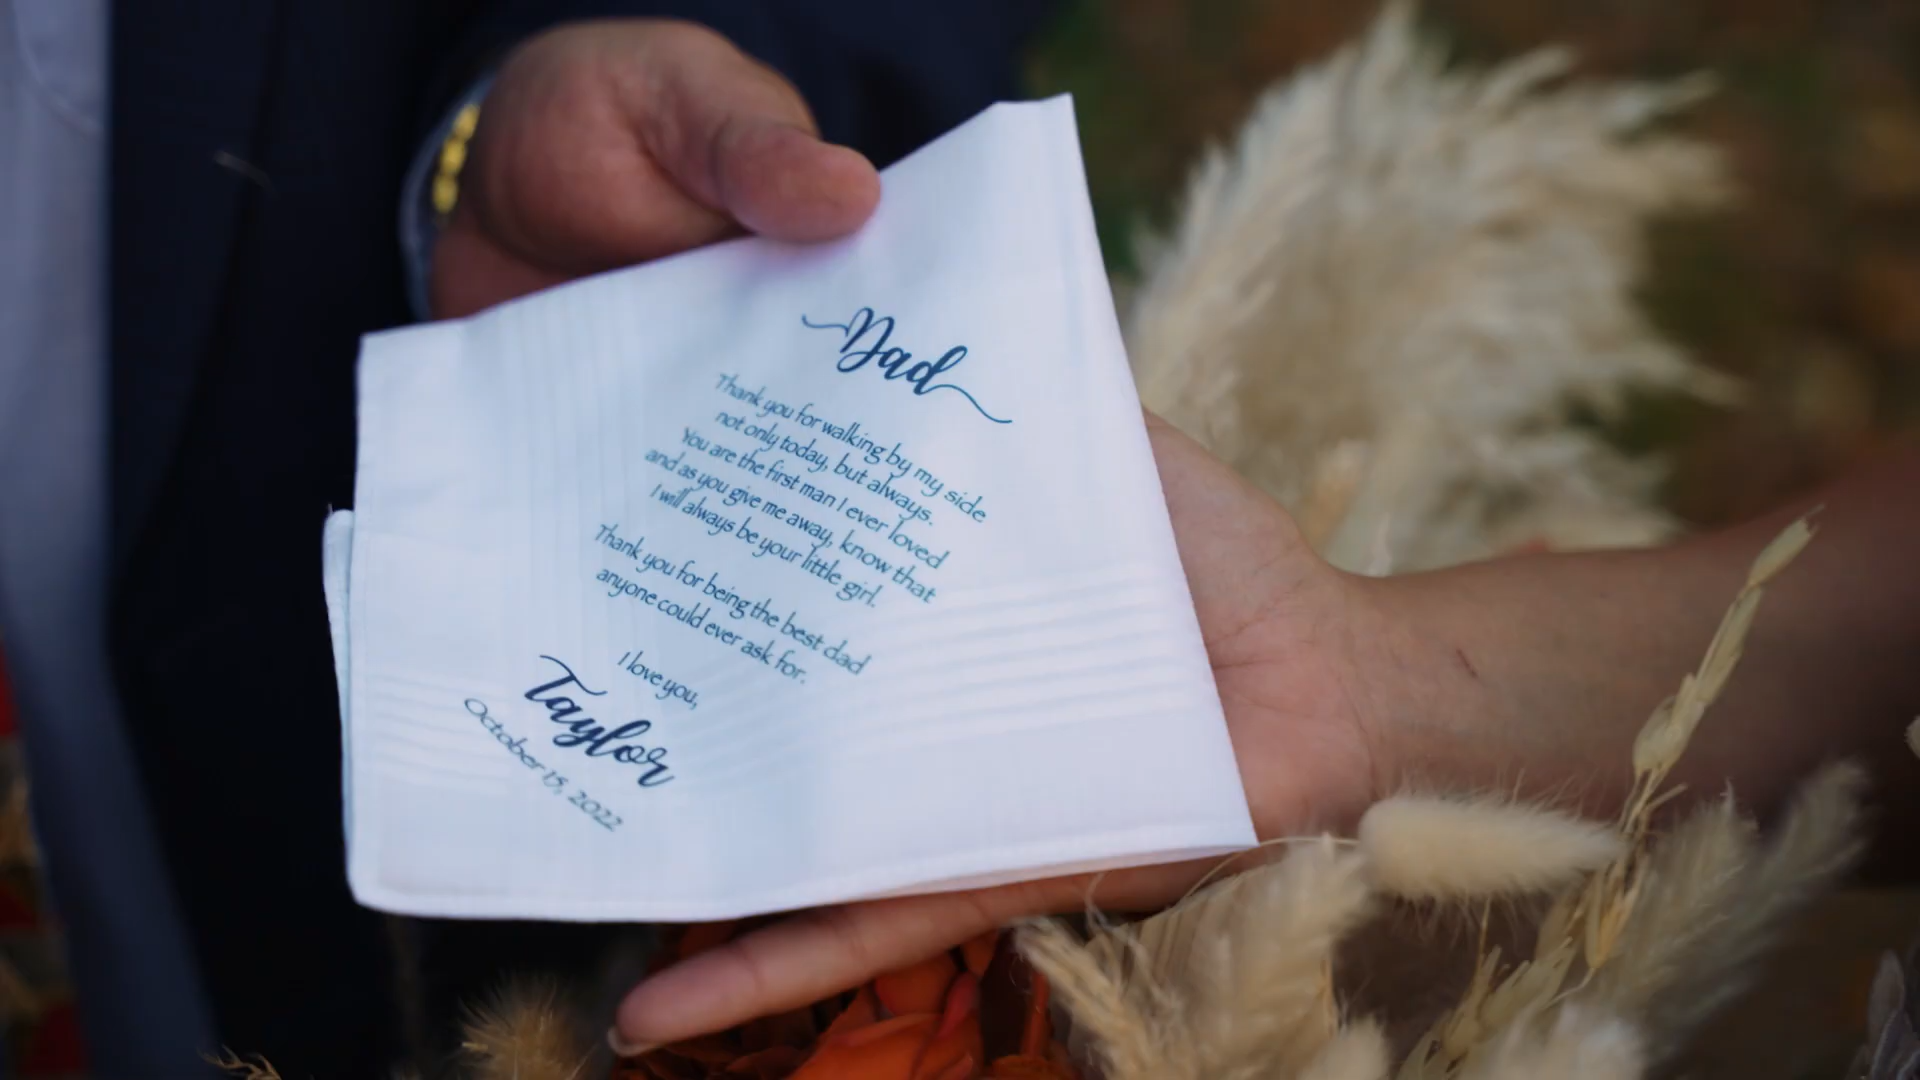 Dad
Thank you for walking by my side
not only today, but always.
You are the first man I ever loved
and as you give me away, know that
I will always be your little girl.
Thank you for being the best dad
anyone could ever ask for.
I love you,
Taylor
October 15, 2022